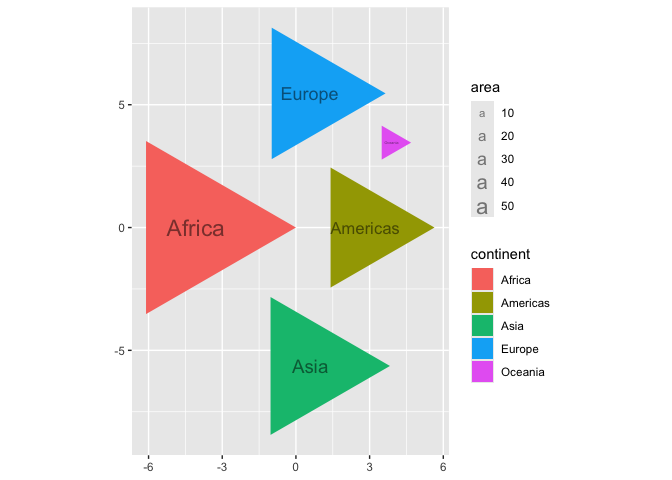 Europe
Oceania
Africa
Americas
Asia
5
0
-5
-6
-3
0
3
6
area
a 10
a 20
a 30
a 40
a 50
continent
Africa
Americas
Asia
Europe
Oceania